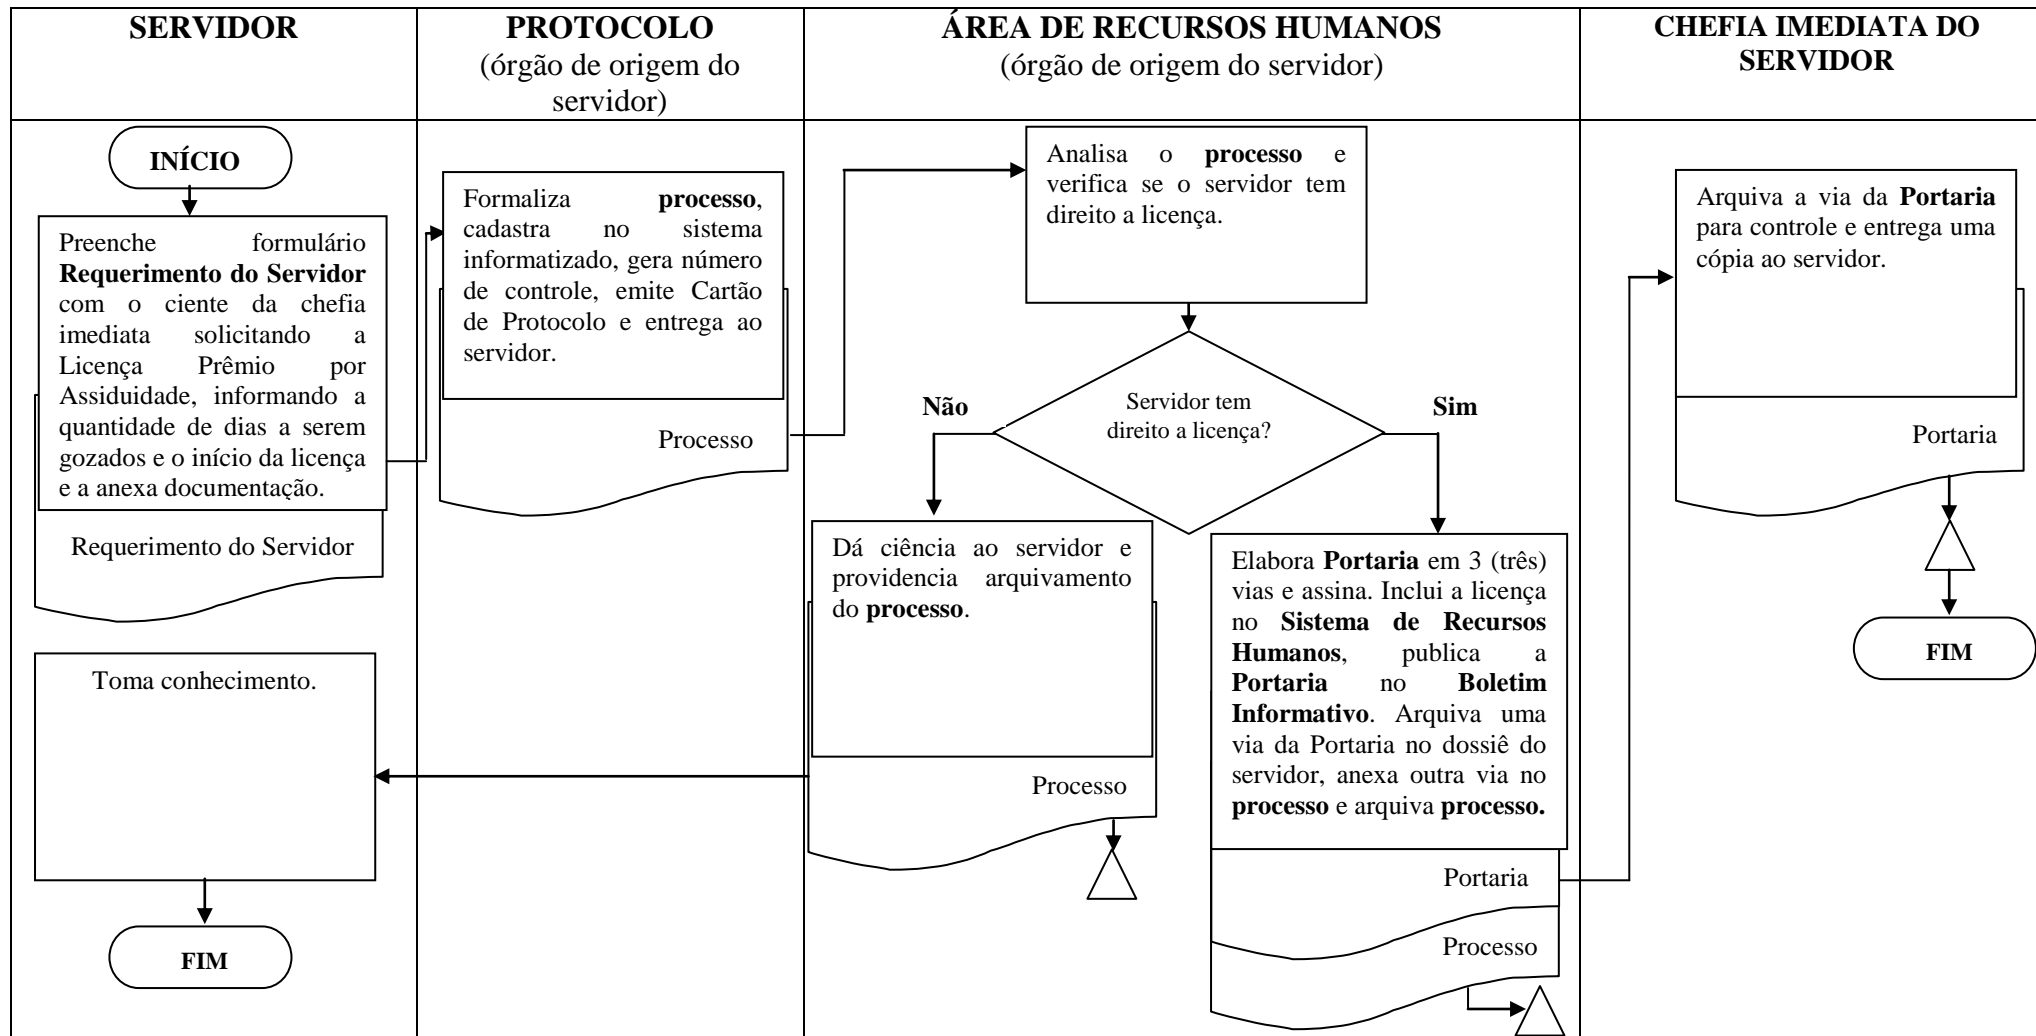 SERVIDOR
PROTOCOLO
(órgão de origem do
servidor)
ÁREA DE RECURSOS HUMANOS
(órgão de origem do servidor)
CHEFIA IMEDIATA DO
SERVIDOR
INÍCIO
Preenche formulário
Requerimento do Servidor
com o ciente da chefia
imediata solicitando a
Licença Prêmio por
Assiduidade, informando a
quantidade de dias a serem
gozados e o início da licença
e a anexa documentação.
Requerimento do Servidor
Toma conhecimento.
FIM
Formaliza processo,
cadastra no sistema
informatizado, gera número
de controle, emite Cartão
de Protocolo e entrega ao
servidor.
Processo
Analisa o processo e
verifica se o servidor tem
direito a licença.
Servidor tem
direito a licença?
Não
Sim
Dá ciência ao servidor e
providencia arquivamento
do processo.
Processo
Elabora Portaria em 3 (três)
vias e assina. Inclui a licença
no Sistema de Recursos
Humanos, publica a
Portaria no Boletim
Informativo. Arquiva uma
via da Portaria no dossiê do
servidor, anexa outra via no
processo e arquiva processo.
Portaria
Processo
Arquiva a via da Portaria
para controle e entrega uma
cópia ao servidor.
Portaria
FIM